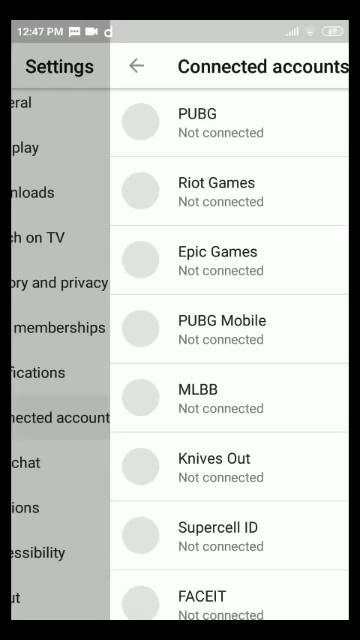 12:47 PM
Settings
Connected accounts
eral
play
nloads
ch on TV
ory and privacy
memberships
fications
nected account
chat
ions
essibility
ut
PUBG
Not connected
Riot Games
Not connected
Epic Games
Not connected
PUBG Mobile
Not connected
MLBB
Not connected
Knives Out
Not connected
Supercell ID
Not connected
FACEIT
Not connected